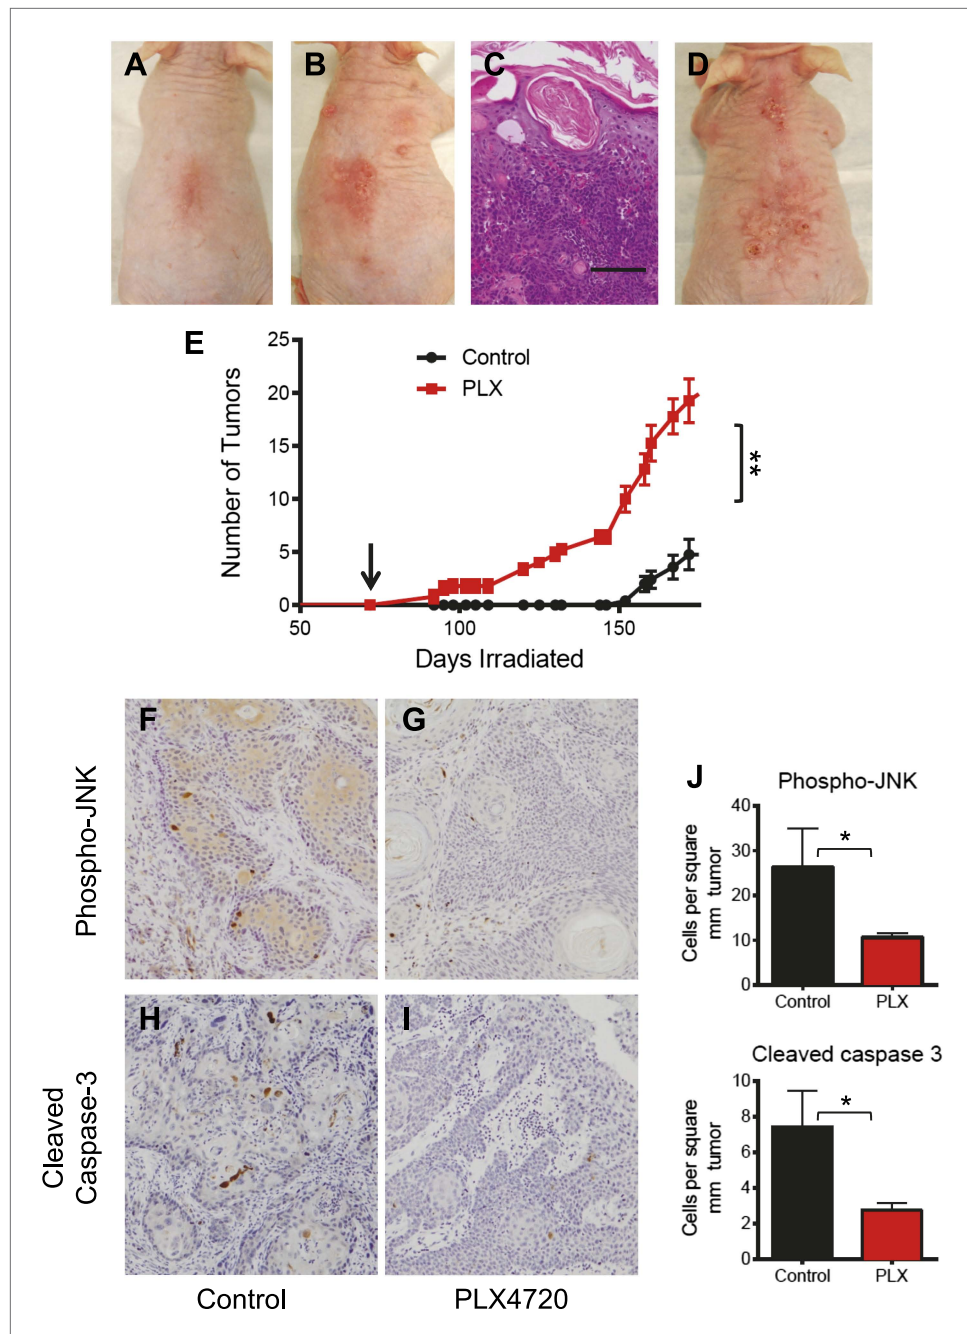 A
B
C
D
E
25
20
15
10
5
0
Number of Tumors
Control
PLX
**
50
100
150
Days Irradiated
F
G
Phospho-JNK
H
I
Cleaved
Caspase-3
Control
PLX4720
J
Phospho-JNK
40
30
20
10
0
Cells per square
mm tumor
*
Control
PLX
Cleaved caspase 3
10
8
6
4
2
0
Cells per square
mm tumor
*
Control
PLX